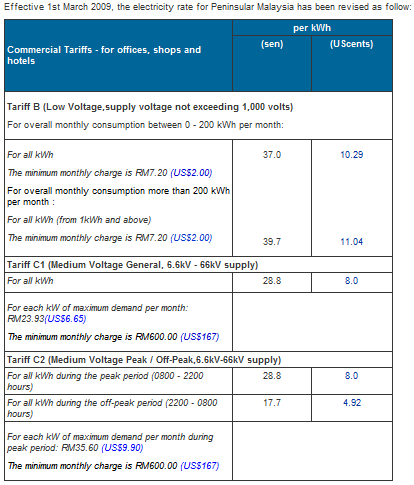 Effective 1st March 2009, the electricity rate for Peninsular Malaysia has been revised as follow:
per kWh
Commercial Tariffs - for offices, shops and hotels
(sen)
(UScents)
Tariff B (Low Voltage,supply voltage not exceeding 1,000 volts)
For overall monthly consumption between 0 - 200 kWh per month:
For all kWh
37.0
10.29
The minimum monthly charge is RM7.20 (US$2.00)
For overall monthly consumption more than 200 kWh
per month :
For all kWh (from 1kWh and above)
The minimum monthly charge is RM7.20 (US$2.00)
39.7
11.04
Tariff C1 (Medium Voltage General, 6.6kV - 66kV supply)
For all kWh
28.8
8.0
For each kW of maximum demand per month:
RM23.93(US$6.65)
The minimum monthly charge is RM600.00 (US$167)
Tariff C2 (Medium Voltage Peak / Off-Peak,6.6kV-66kV supply)
For all kWh during the peak period (0800 - 2200
hours)
28.8
8.0
For all kWh during the off-peak period (2200 - 0800
hours)
17.7
4.92
For each kW of maximum demand per month during
peak period: RM35.60 (US$9.90)
The minimum monthly charge is RM600.00 (US$167)